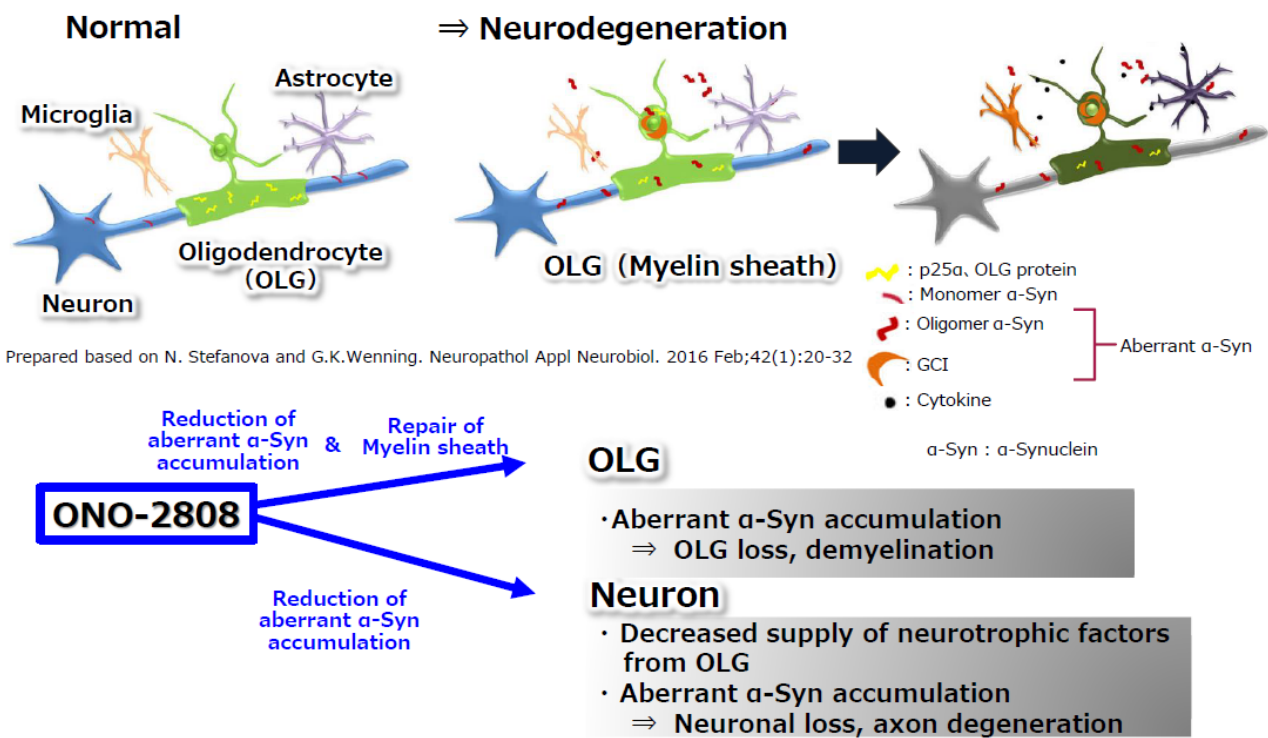 Normal
⇒ Neurodegeneration
Astrocyte
Microglia
Oligodendrocyte
(OLG)
Neuron
OLG (Myelin sheath)
: p25α、OLG protein
: Monomer α-Syn
: Oligomer α-Syn
: GCI
: Cytokine
Aberrant α-Syn
α-Syn : α-Synuclein
Prepared based on N. Stefanova and G.K.Wenning. Neuropathol Appl Neurobiol. 2016 Feb;42(1):20-32
Reduction of
aberrant α-Syn
accumulation
&
Repair of
Myelin sheath
ONO-2808
Reduction of
aberrant α-Syn
accumulation
OLG
・Aberrant α-Syn accumulation
⇒ OLG loss, demyelination
Neuron
・ Decreased supply of neurotrophic factors
from OLG
・ Aberrant α-Syn accumulation
⇒ Neuronal loss, axon degeneration